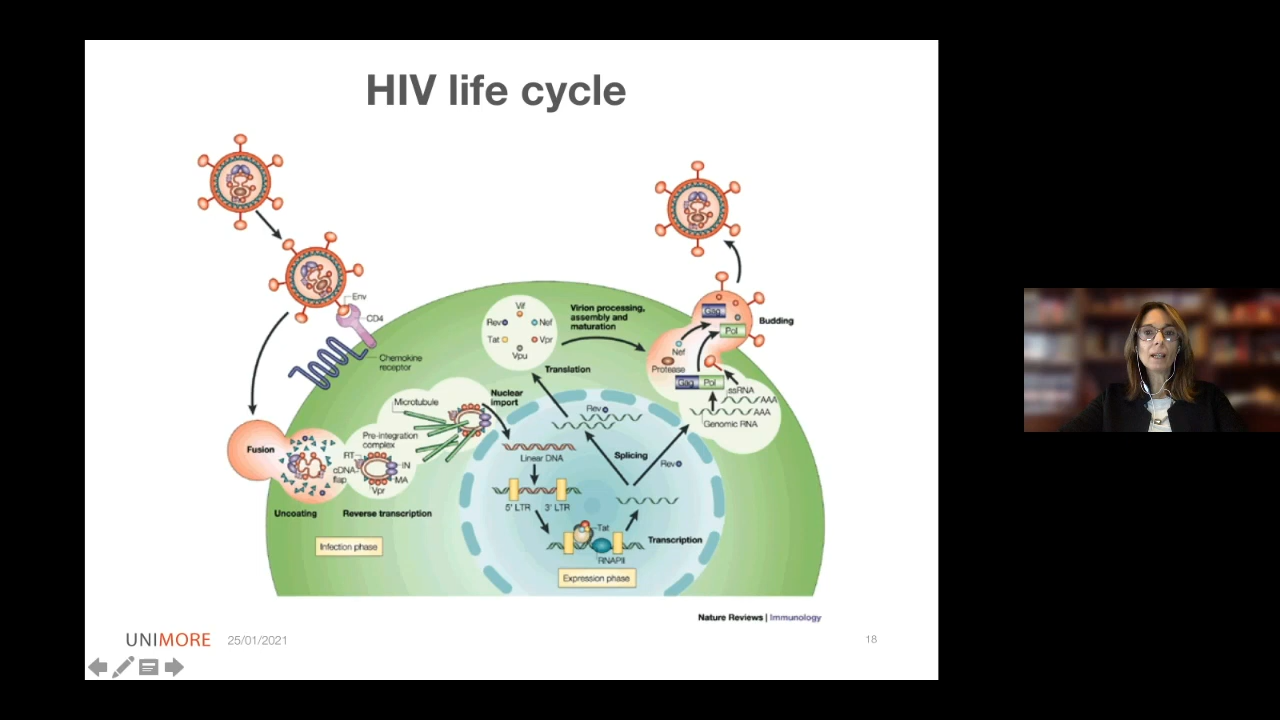 HIV life cycle
Env
CD4
Chemokine
receptor
Fusion
Uncoating
Reverse transcription
Infection phase
RT
cDNA
flap
Vpr
IN
MA
Pre-integration
complex
Microtubule
Nuclear
import
Linear DNA
5' LTR
3' LTR
Tat
RNAPII
Transcription
Expression phase
Splicing
Rev
Rev
Translation
Vif
Rev
Nef
Tat
Vpr
Vpu
Virion processing,
assembly and
maturation
Gag
Pol
Nef
Protease
Gag
Pol
ssRNA
AAA
AAA
Genomic RNA
Budding
Nature Reviews | Immunology
UNIMORE
25/01/2021
18